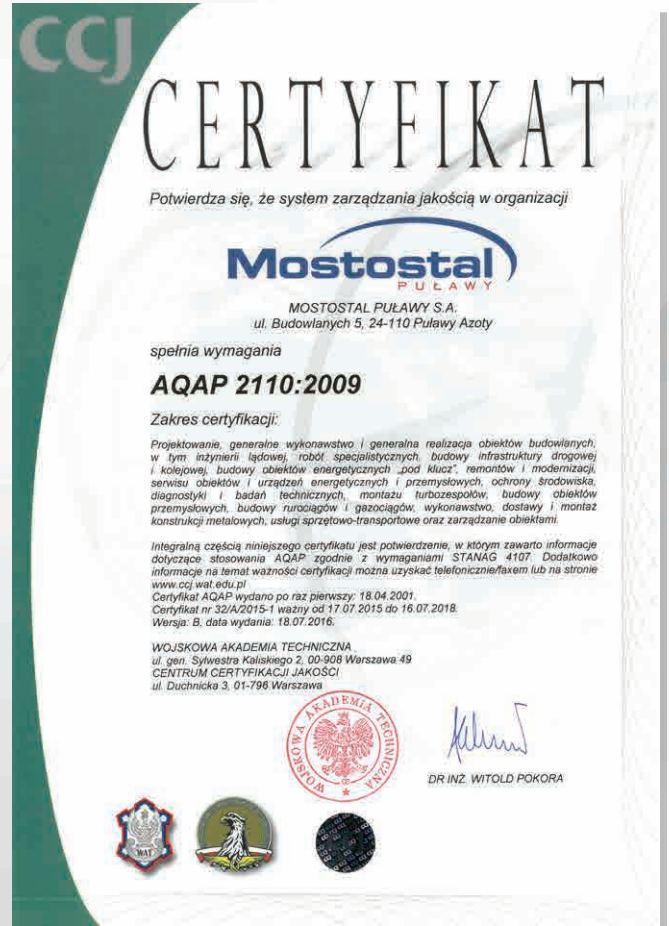 CCJ
CERTYFIKAT
Potwierdza się, że system zarządzania jakością w organizacji
Mostostal
PUŁAWY
MOSTOSTAL PUŁAWY S.A.
ul. Budowlanych 5, 24-110 Puławy Azoty
spełnia wymagania
AQAP 2110:2009
Zakres certyfikacji:
Projektowanie, generalne wykonawstwo i generalna realizacja obiektów budowlanych,
w tym inżynierii lądowej, robót specjalistycznych, budowy infrastruktury drogowej
i kolejowej, budowy obiektów energetycznych „pod klucz”, remontów i modernizacji,
serwisu obiektów i urządzeń energetycznych i przemysłowych, ochrony środowiska,
diagnostyki i badań technicznych, montażu turbozespołów, budowy obiektów
przemysłowych, budowy rurociągów i gazociągów, wykonawstwo, dostawy i montaż
konstrukcji metalowych, usługi sprzętowo-transportowe oraz zarządzanie obiektami.
Integralną częścią niniejszego certyfikatu jest potwierdzenie, w którym zawarto informacje
dotyczące stosowania AQAP zgodnie z wymaganiami STANAG 4107. Dodatkowo
informacje na temat ważności certyfikacji można uzyskać telefonicznie/faxem lub na stronie
www.ccj.wat.edu.pl
Certyfikat AQAP wydano po raz pierwszy: 18.04.2001.
Certyfikat nr 32/A/2015-1 ważny od 17.07.2015 do 16.07.2018.
Wersja: B, data wydania: 18.07.2016.
WOJSKOWA AKADEMIA TECHNICZNA
ul. gen. Sylwestra Kaliskiego 2, 00-908 Warszawa 49
CENTRUM CERTYFIKACJI JAKOŚCI
ul. Duchnicka 3, 01-796 Warszawa
WOJSKOWA AKADEMIA TECHNICZNA
DR INŻ. WITOLD POKORA
WAT